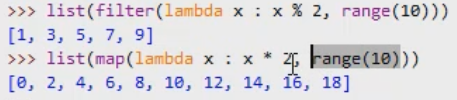 >>> list(filter(lambda x : x % 2, range(10)))
[1, 3, 5, 7, 9]
>>> list(map(lambda x : x * 2, range(10)))
[0, 2, 4, 6, 8, 10, 12, 14, 16, 18]